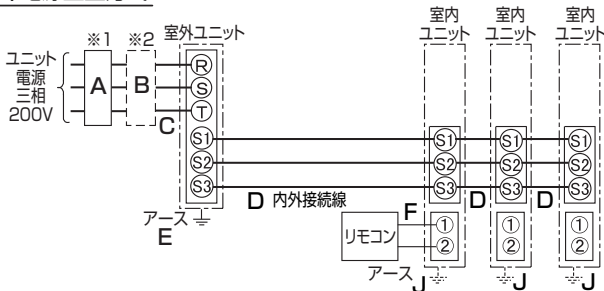 ※1
※2
室外ユニット
室内
ユニット
室内
ユニット
室内
ユニット
ユニット
電源
三相
200V
A
B
C
R
S
T
S1
S2
S3
S1
S2
S3
S1
S2
S3
S1
S2
S3
D 内外接続線
D
D
アース
E
リモコン
F
①
②
①
②
①
②
アース
J
J
J